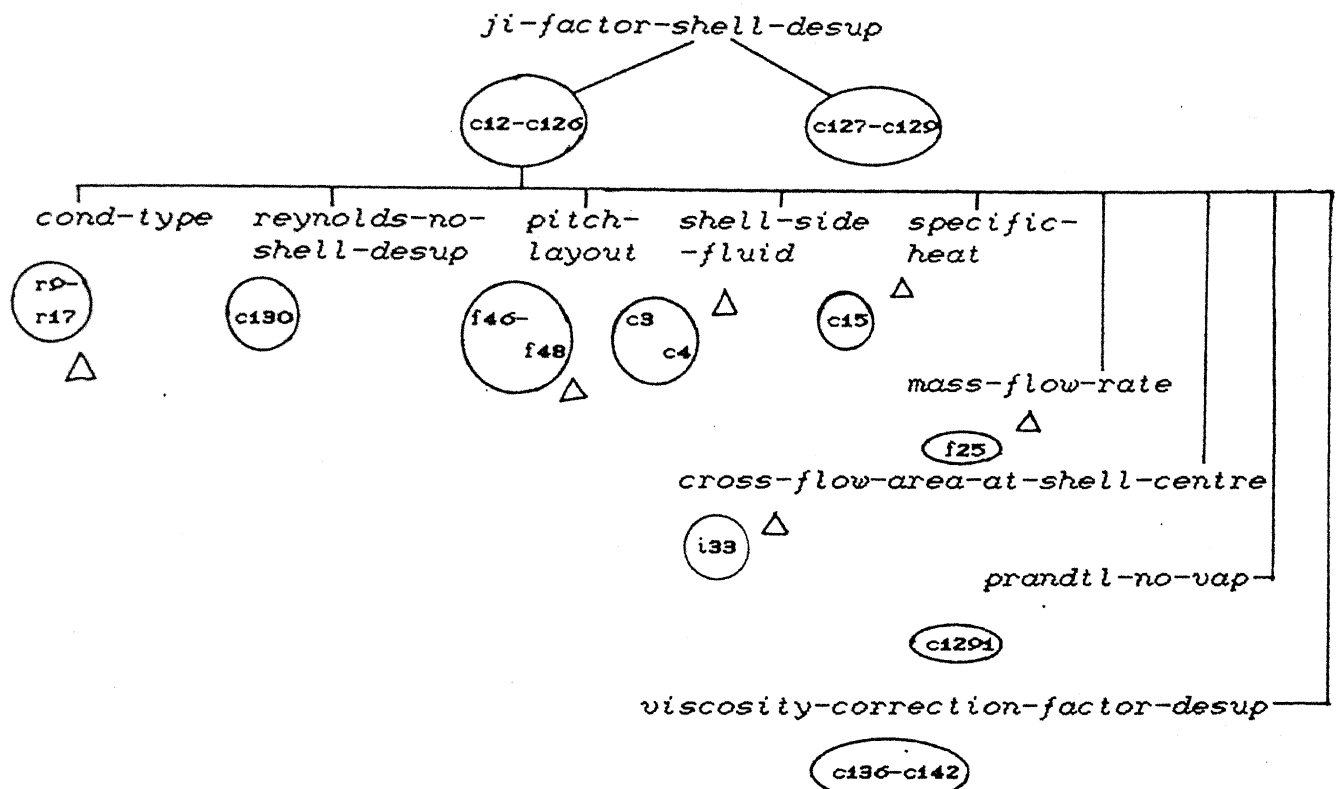 ji-factor-shell-desup
c12-c126
c127-c129
cond-type
reynolds-no-
shell-desup
pitch-
layout
shell-side
-fluid
specific-
heat
r9-
r17
c130
f46-
f48
c3
c4
c15
mass-flow-rate
f25
cross-flow-area-at-shell-centre
i33
prandtl-no-vap
c1291
viscosity-correction-factor-desup
c136-c142